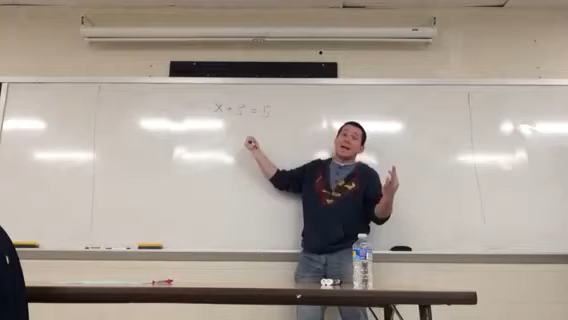 x + 5 = 15